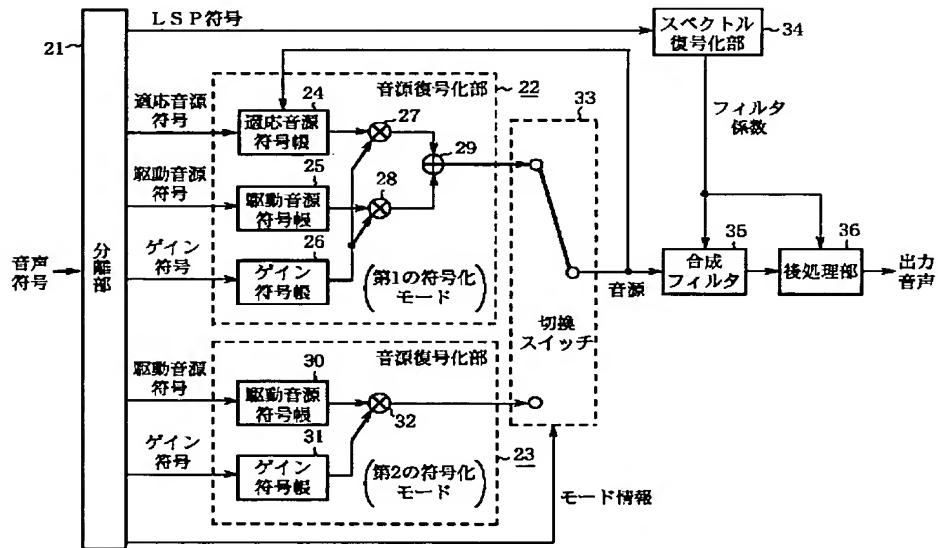 LSP符号
21
スペクトル
復号化部
34
音源復号化部
22
24
適応音源
符号
適応音源
符号帳
27
33
フィルタ
係数
29
25
駆動音源
符号
駆動音源
符号帳
28
26
ゲイン
符号
ゲイン
符号帳
(第1の符号化
モード)
音声
符号
分離部
音源
35
合成
フィルタ
36
後処理部
出力
音声
切換
スイッチ
音源復号化部
30
駆動音源
符号
駆動音源
符号帳
32
31
ゲイン
符号
ゲイン
符号帳
(第2の符号化
モード)
23
モード情報